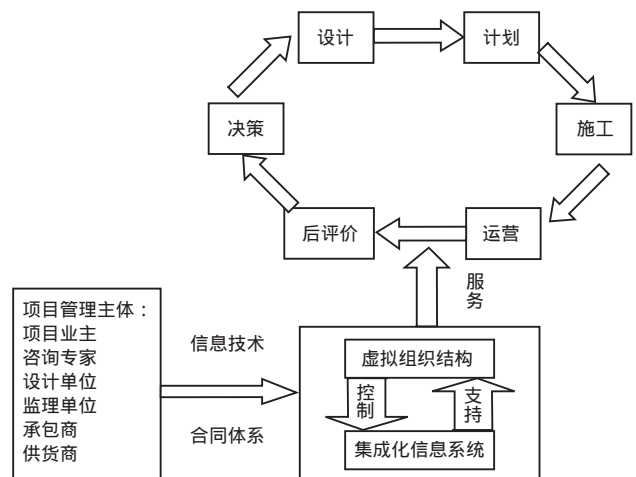 设计
计划
决策
施工
后评价
运营
服务
项目管理主体：
项目业主
咨询专家
设计单位
监理单位
承包商
供货商
信息技术
合同体系
虚拟组织结构
控制
支持
集成化信息系统